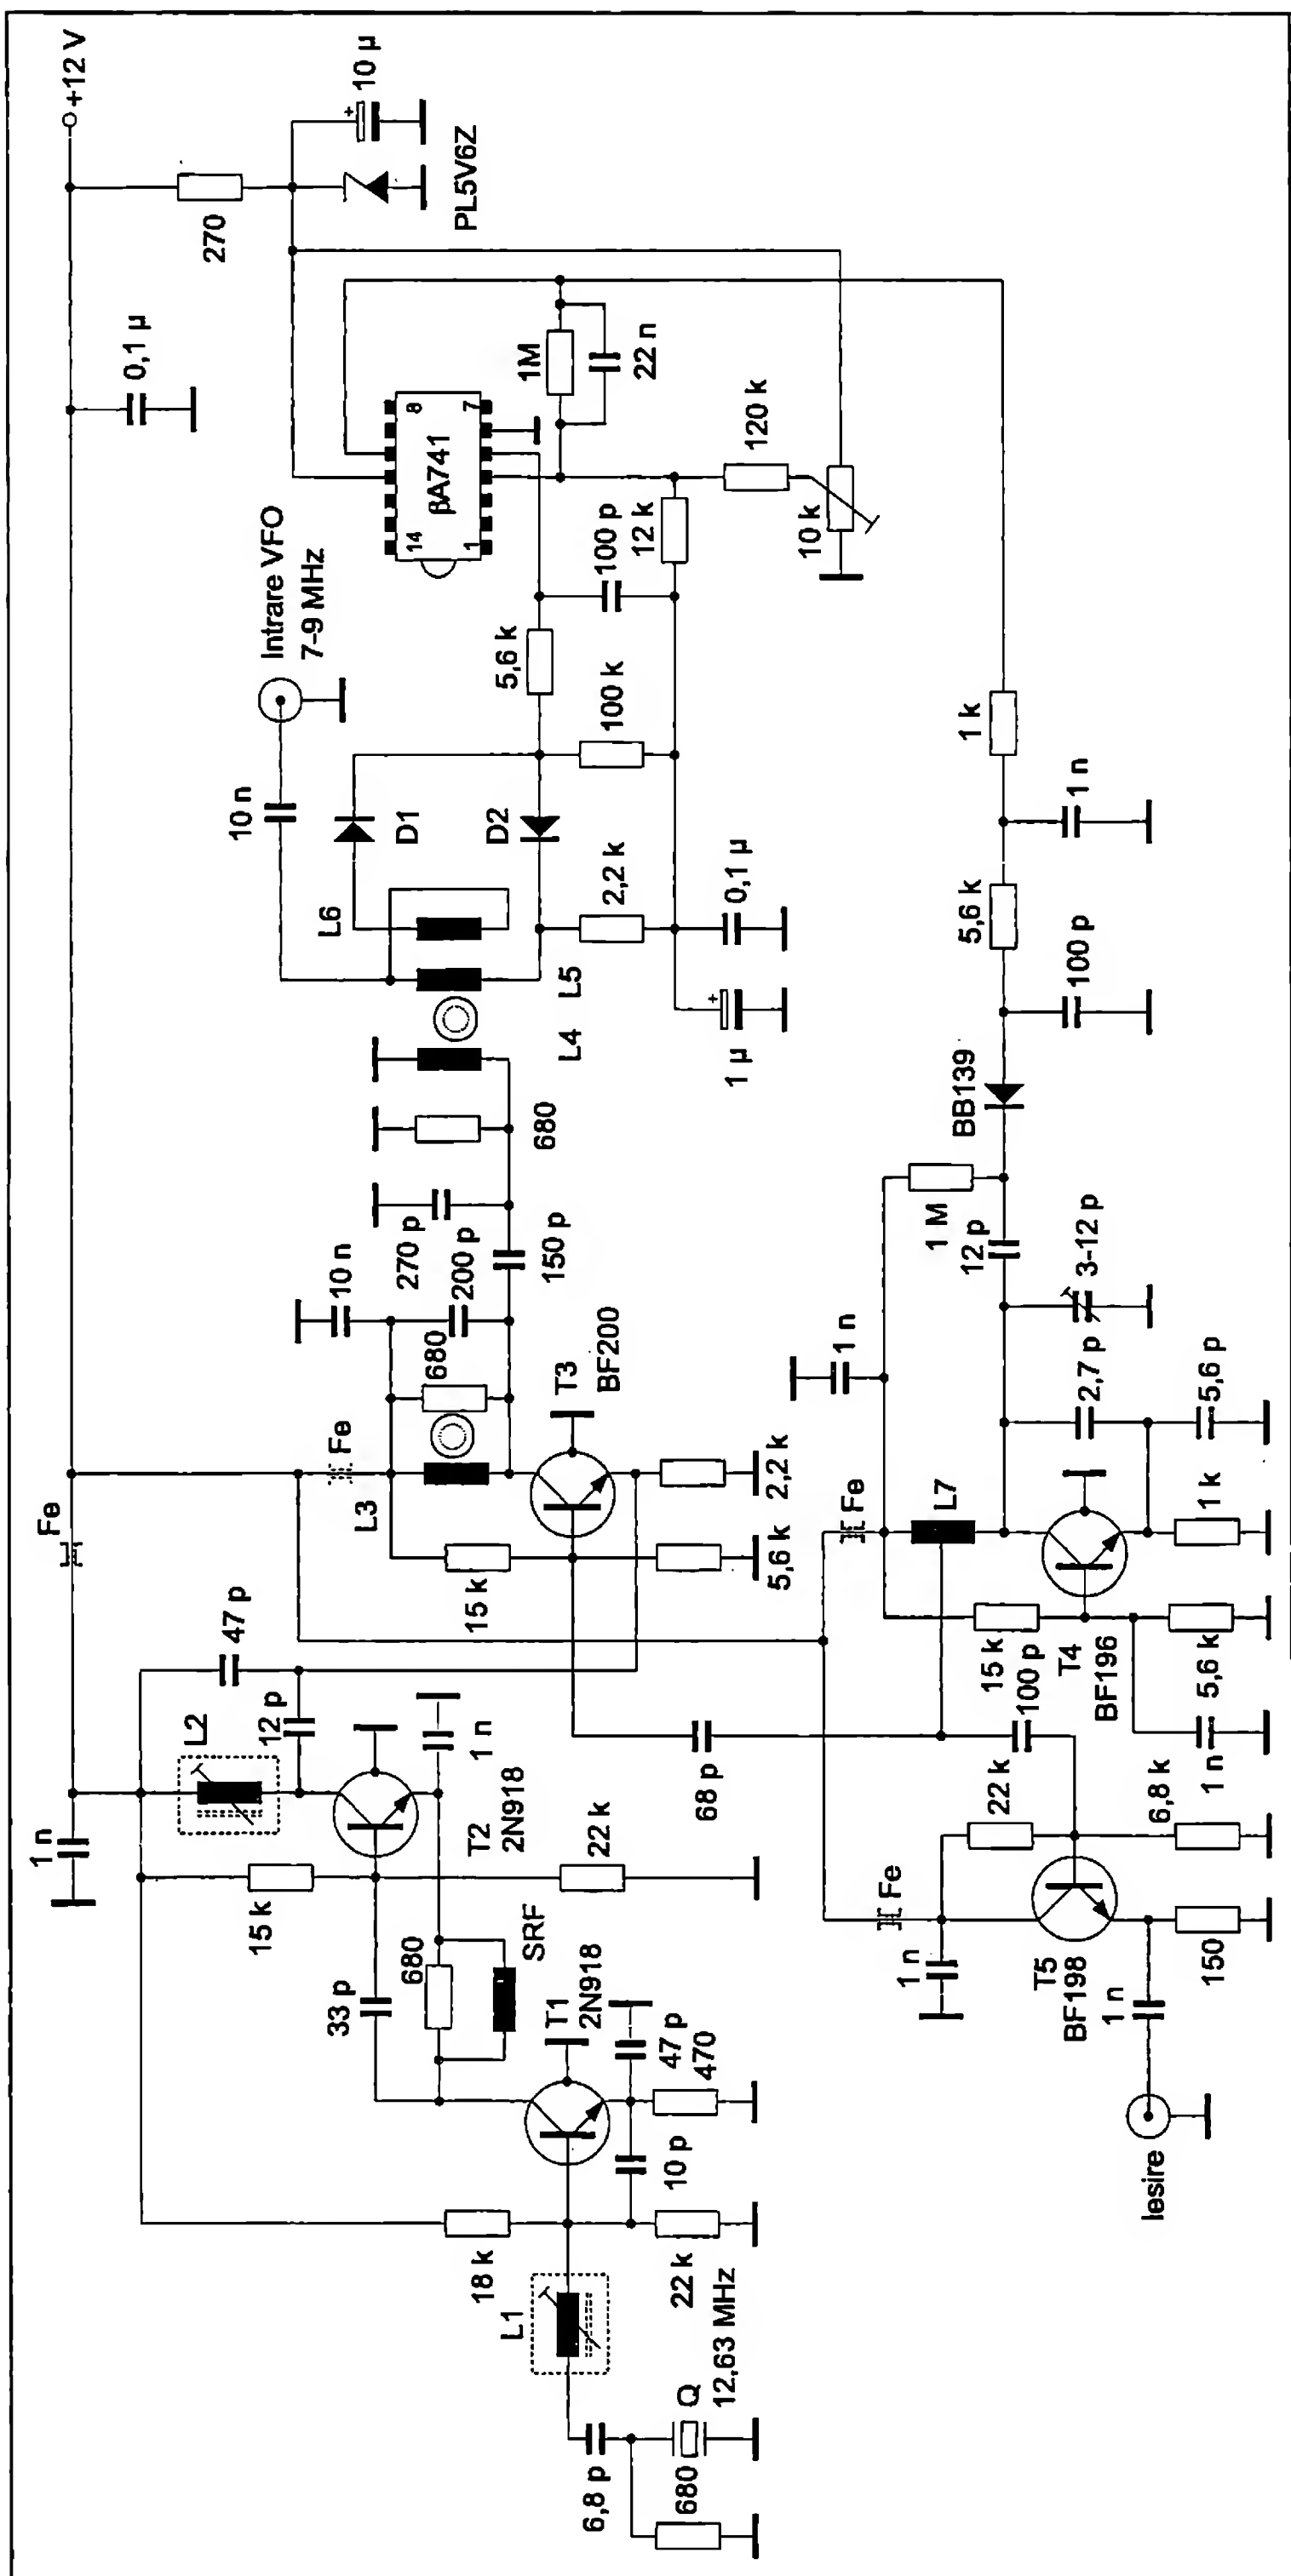 +12 V
10 µ
270
PL5V6Z
0,1 µ
1M
22 n
8
7
βA741
14
1
120 k
10 k
100 p
12 k
Intrare VFO
7-9 MHz
5,6 k
100 k
10 n
D1
D2
2,2 k
0,1 µ
1 µ
L6
L5
L4
680
270 p
200 p
150 p
10 n
680
Fe
Fe
L3
T3
BF200
15 k
2,2 k
5,6 k
47 p
L2
12 p
1 n
T2
2N918
1 n
15 k
22 k
680
SRF
33 p
T1
2N918
47 p
470
10 p
18 k
22 k
L1
6,8 p
Q
12,63 MHz
680
1 k
1 n
5,6 k
100 p
BB139
1 M
12 p
3-12 p
1 n
2,7 p
5,6 p
Fe
L7
1 k
15 k
T4
BF196
5,6 k
1 n
100 p
68 p
22 k
6,8 k
Fe
1 n
T5
BF198
150
1 n
Iesire